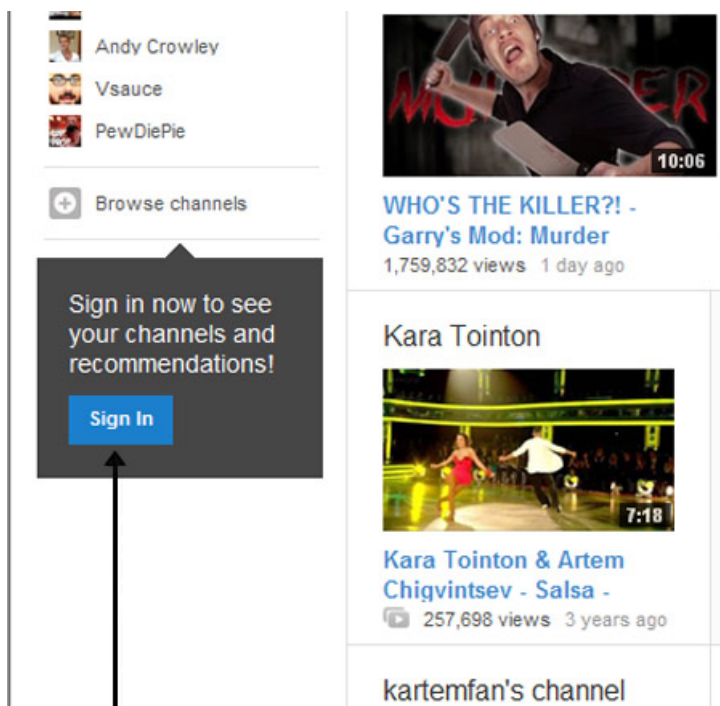 Andy Crowley
Vsauce
PewDiePie
Browse channels
Sign in now to see
your channels and
recommendations!
Sign In
10:06
WHO'S THE KILLER?! -
Garry's Mod: Murder
1,759,832 views 1 day ago
Kara Tointon
7:18
Kara Tointon & Artem
Chigvintsev - Salsa -
257,698 views 3 years ago
kartemfan's channel